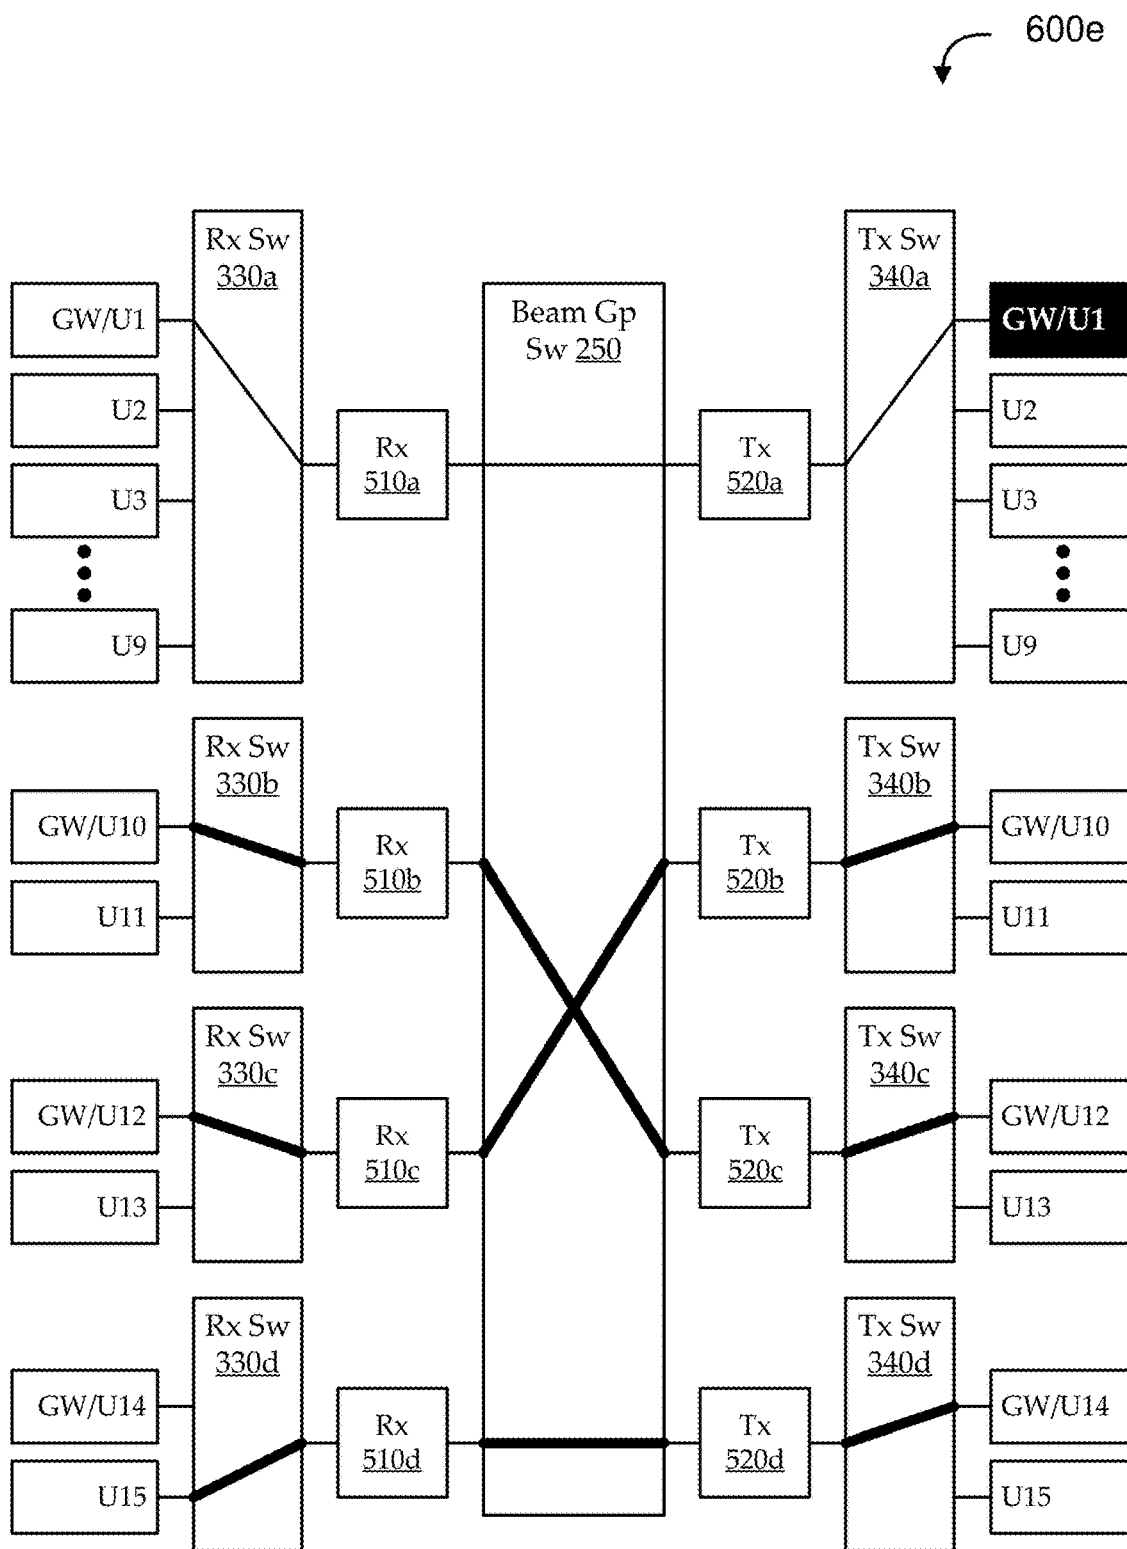 600e
Rx Sw
330a
GW/U1
U2
U3
U9
Rx
510a
Beam Gp
Sw 250
Tx
520a
Tx Sw
340a
GW/U1
U2
U3
U9
Rx Sw
330b
GW/U10
U11
Rx
510b
Tx
520b
Tx Sw
340b
GW/U10
U11
Rx Sw
330c
GW/U12
U13
Rx
510c
Tx
520c
Tx Sw
340c
GW/U12
U13
Rx Sw
330d
GW/U14
U15
Rx
510d
Tx
520d
Tx Sw
340d
GW/U14
U15